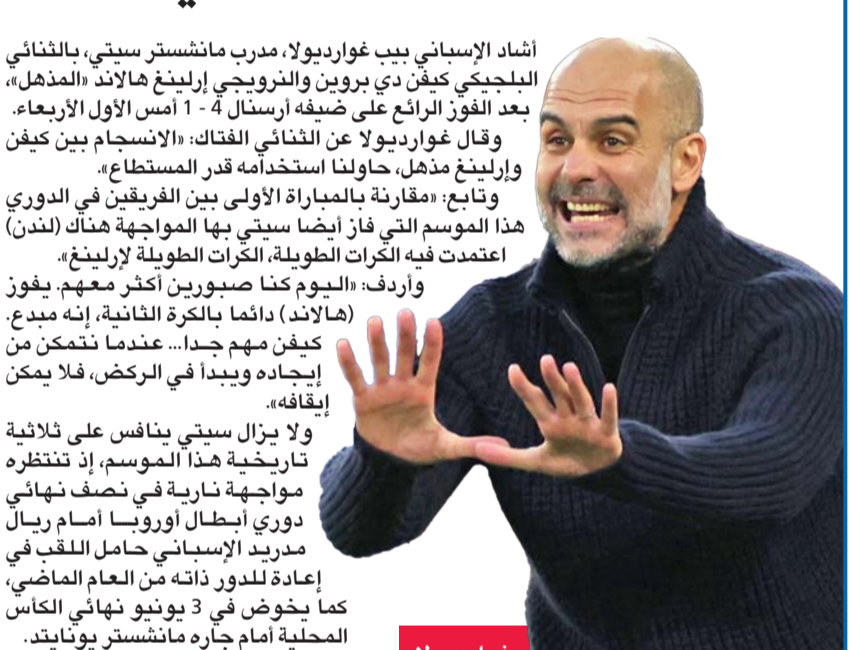 أشاد الإسباني بيب غوارديولا، مدرب مانشستر سيتي، بالثنائي
البلجيكي كيفن دي بروين والنرويجي إرلينغ هالاند «المذهل»،
بعد الفوز الرائع على ضيفه أرسنال 4 - 1 أمس الأول الأربعاء.
وقال غوارديولا عن الثنائي الفتاك: «الانسجام بين كيفن
وإرلينغ مذهل، حاولنا استخدامه قدر المستطاع».
وتابع: «مقارنة بالمباراة الأولى بين الفريقين في الدوري
هذا الموسم التي فاز أيضا سيتي بها المواجهة هناك (لندن)
اعتمدت فيه الكرات الطويلة، الكرات الطويلة لإرلينغ».
وأردف: «اليوم كنا صبورين أكثر معهم. يفوز
(هالاند) دائما بالكرة الثانية، إنه مبدع.
كيفن مهم جدا... عندما نتمكن من
إيجاده ويبدأ في الركض، فلا يمكن
إيقافه».
ولا يزال سيتي ينافس على ثلاثية
تاريخية هذا الموسم، إذ تنتظره
مواجهة نارية في نصف نهائي
دوري أبطال أوروبا أمام ريال
مدريد الإسباني حامل اللقب في
إعادة للدور ذاته من العام الماضي،
كما يخوض في 3 يونيو نهائي الكأس
المحلية أمام جاره مانشستر يونايتد.